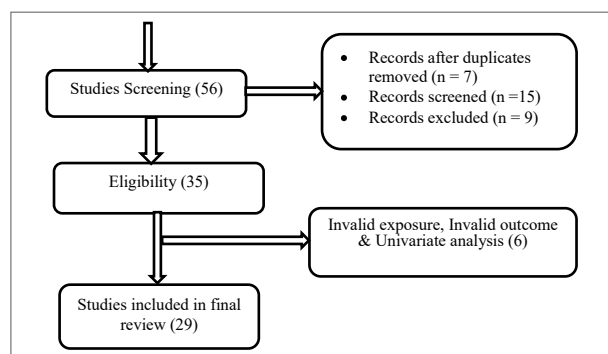 Studies Screening (56)
• Records after duplicates
removed (n = 7)
• Records screened (n =15)
• Records excluded (n = 9)
Eligibility (35)
Invalid exposure, Invalid outcome
& Univariate analysis (6)
Studies included in final
review (29)